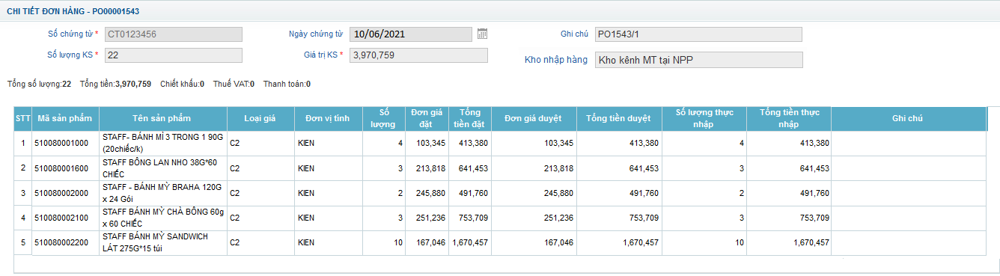 CHI TIẾT ĐƠN HÀNG - PO00001543
Số chứng từ * CT0123456 Ngày chứng từ 10/06/2021 Ghi chú PO1543/1
Số lượng KS * 22 Giá trị KS * 3,970,759 Kho nhập hàng Kho kênh MT tại NPP
Tổng số lượng:22 Tổng tiền:3,970,759 Chiết khấu:0 Thuế VAT:0 Thanh toán:0
STT Mã sản phẩm Tên sản phẩm Loại giá Đơn vị tính Số lượng Đơn giá đặt Tổng tiền đặt Đơn giá duyệt Tổng tiền duyệt Số lượng thực nhập Tổng tiền thực nhập Ghi chú
1 510080001000 STAFF- BÁNH MÌ 3 TRONG 1 90G (20chiếc/k) C2 KIEN 4 103,345 413,380 103,345 413,380 4 413,380
2 510080001600 STAFF BÔNG LAN NHO 38G*60 CHIẾC C2 KIEN 3 213,818 641,453 213,818 641,453 3 641,453
3 510080002000 STAFF - BÁNH MỲ BRAHA 120G x 24 Gói C2 KIEN 2 245,880 491,760 245,880 491,760 2 491,760
4 510080002100 STAFF BÁNH MỲ CHÀ BÔNG 60g x 60 CHIẾC C2 KIEN 3 251,236 753,709 251,236 753,709 3 753,709
5 510080002200 STAFF BÁNH MỲ SANDWICH LÁT 275G*15 túi C2 KIEN 10 167,046 1,670,457 167,046 1,670,457 10 1,670,457